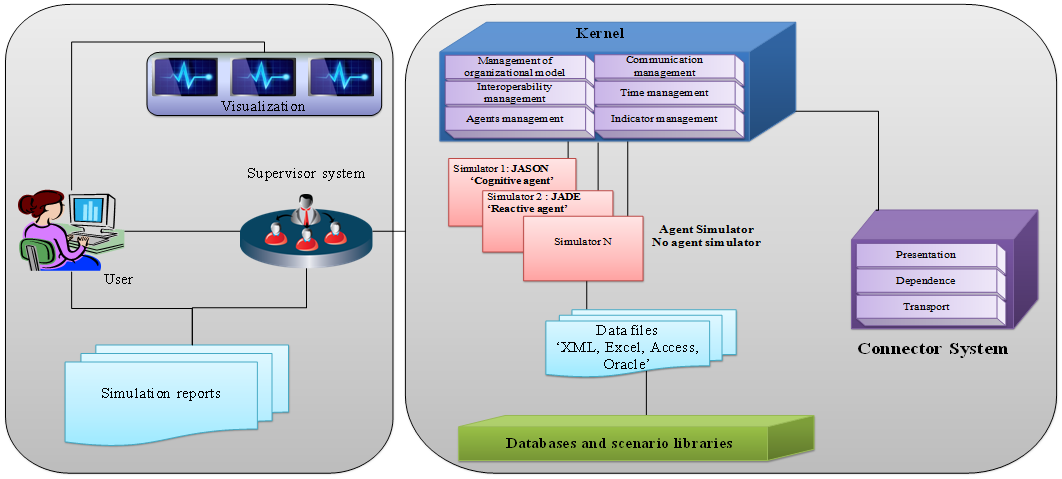 Visualization
Supervisor system
User
Simulation reports
Kernel
Management of
organizational model
Communication
management
Interoperability
management
Time management
Agents management
Indicator management
Simulator 1: JASON
‘Cognitive agent’
Simulator 2 : JADE
‘Reactive agent’
Simulator N
Agent Simulator
No agent simulator
Presentation
Dependence
Transport
Connector System
Data files
‘XML, Excel, Access,
Oracle’
Databases and scenario libraries